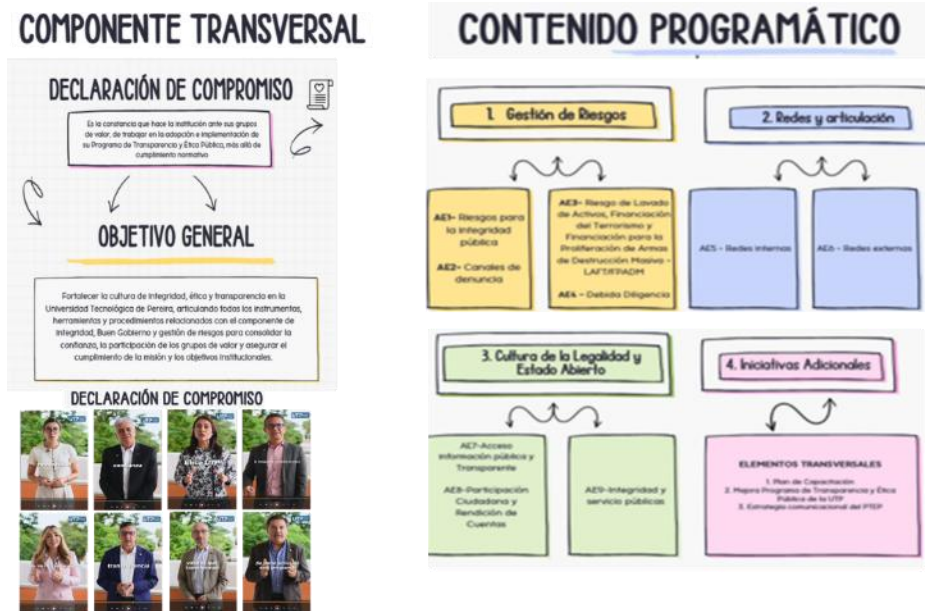 COMPONENTE TRANSVERSAL
DECLARACIÓN DE COMPROMISO
Es la constancia que hace la institución ante sus grupos
de valor, de trabajar en la adopción e implementación de
su Programa de Transparencia y Ética Pública, más allá de
cumplimiento normativo
OBJETIVO GENERAL
Fortalecer la cultura de integridad, ético y transparencia en la
Universidad Tecnológica de Pereira, articulando todos los instrumentos,
herramientas y procedimientos relacionados con el componente de
Integridad, Buen Gobierno y gestión de riesgos para consolidar la
confianza, la participación de los grupos de valor y asegurar el
cumplimiento de la misión y los objetivos institucionales.
DECLARACIÓN DE COMPROMISO
CONTENIDO PROGRAMÁTICO
1. Gestión de Riesgos
AE1- Riesgos para
la integridad
pública
AE2- Canales de
denuncia
AE3- Riesgo de Lavado
de Activos, Financiación
del Terrorismo y
Financiación para la
Proliferación de Armas
de Destrucción Masiva -
LAFT/FPADM
AE4 - Debida Diligencia
2. Redes y articulación
AE5 - Redes internas
AE6 - Redes externas
3. Cultura de la Legalidad y
Estado Abierto
AE7-Acceso
información pública y
Transparente
AE8-Participación
Ciudadana y
Rendición de
Cuentas
AE9-Integridad y
servicio públicas
4. Iniciativas Adicionales
ELEMENTOS TRANSVERSALES
1. Plan de Capacitación
2. Mejora Programa de Transparencia y Ética
Pública de la UTP
3. Estrategia comunicacional del PTEP